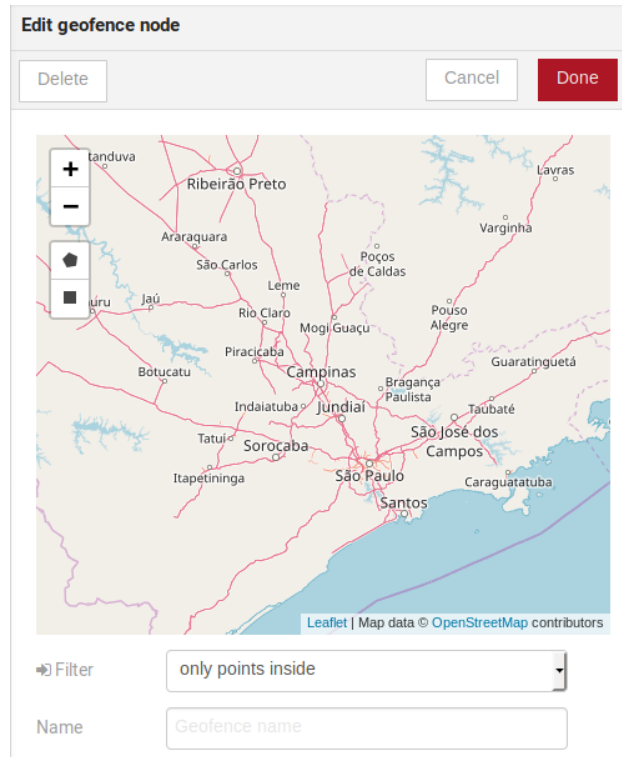 Edit geofence node
Delete
Cancel
Done
+
−
tanduva
Ribeirão Preto
Lavras
Varginha
Araraquara
São Carlos
Poços
de Caldas
Leme
uru
Jaú
Rio Claro
Mogi Guaçu
Pouso
Alegre
Piracicaba
Botucatu
Campinas
Guaratinguetá
Bragança
Paulista
Indaiatuba
Jundiaí
Taubaté
Tatuí
Sorocaba
São José dos
Campos
Itapetininga
São Paulo
Caraguatatuba
Santos
Leaflet | Map data © OpenStreetMap contributors
Filter
only points inside
Name
Geofence name